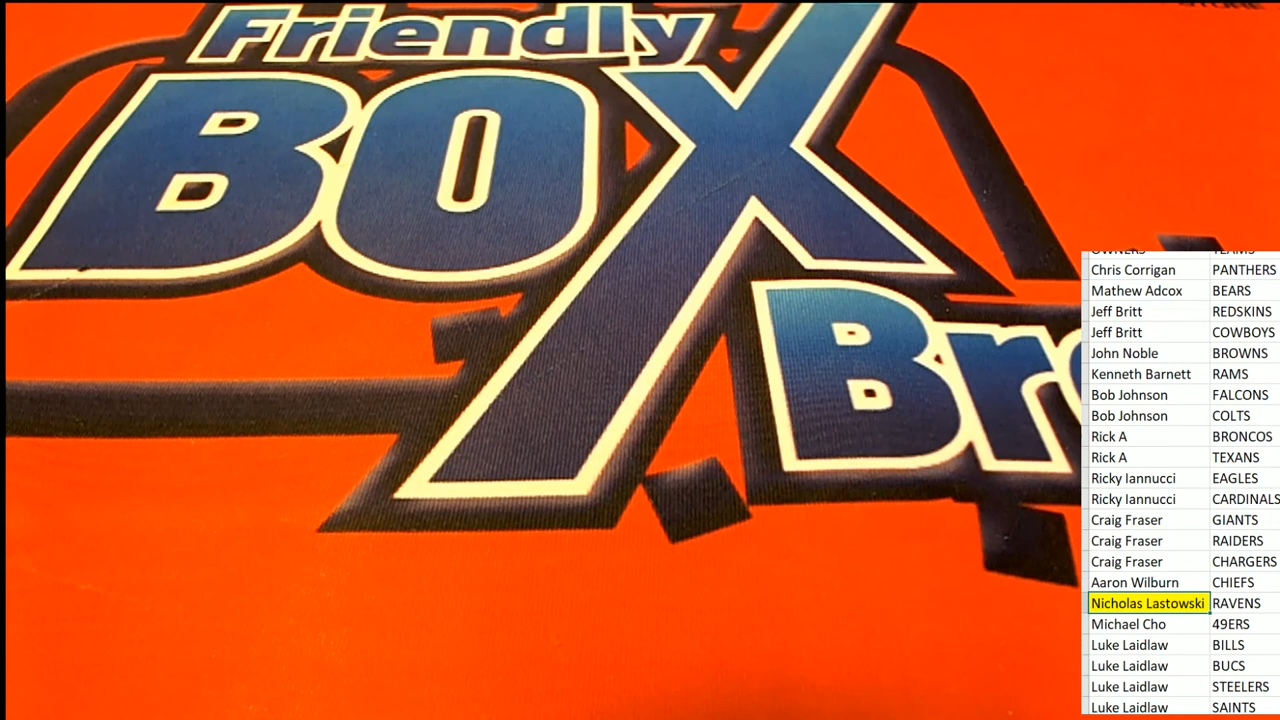 Friendly
BOX
Br
OWNERS TEAMS
Chris Corrigan PANTHERS
Mathew Adcox BEARS
Jeff Britt REDSKINS
Jeff Britt COWBOYS
John Noble BROWNS
Kenneth Barnett RAMS
Bob Johnson FALCONS
Bob Johnson COLTS
Rick A BRONCOS
Rick A TEXANS
Ricky Iannucci EAGLES
Ricky Iannucci CARDINALS
Craig Fraser GIANTS
Craig Fraser RAIDERS
Craig Fraser CHARGERS
Aaron Wilburn CHIEFS
Nicholas Lastowski RAVENS
Michael Cho 49ERS
Luke Laidlaw BILLS
Luke Laidlaw BUCS
Luke Laidlaw STEELERS
Luke Laidlaw SAINTS